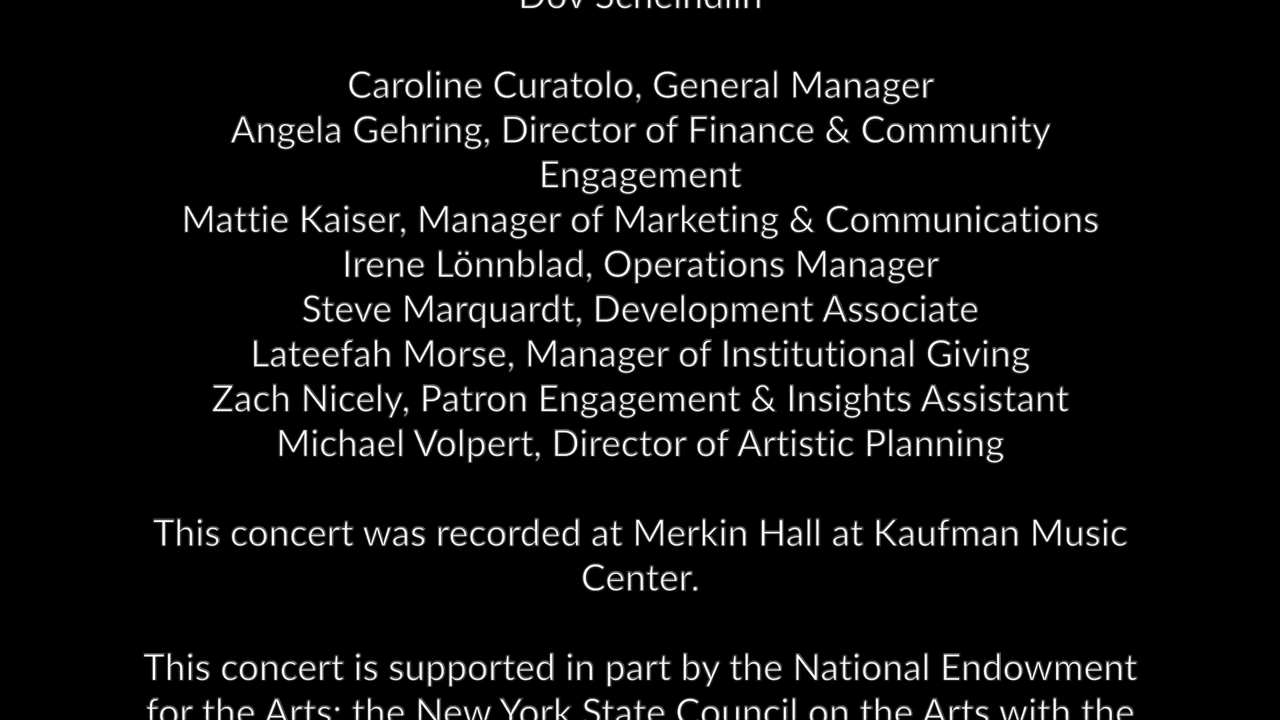 Dov Scheindlin
Caroline Curatolo, General Manager
Angela Gehring, Director of Finance & Community
Engagement
Mattie Kaiser, Manager of Marketing & Communications
Irene Lönnblad, Operations Manager
Steve Marquardt, Development Associate
Lateefah Morse, Manager of Institutional Giving
Zach Nicely, Patron Engagement & Insights Assistant
Michael Volpert, Director of Artistic Planning
This concert was recorded at Merkin Hall at Kaufman Music
Center.
This concert is supported in part by the National Endowment
for the Arts; the New York State Council on the Arts with the